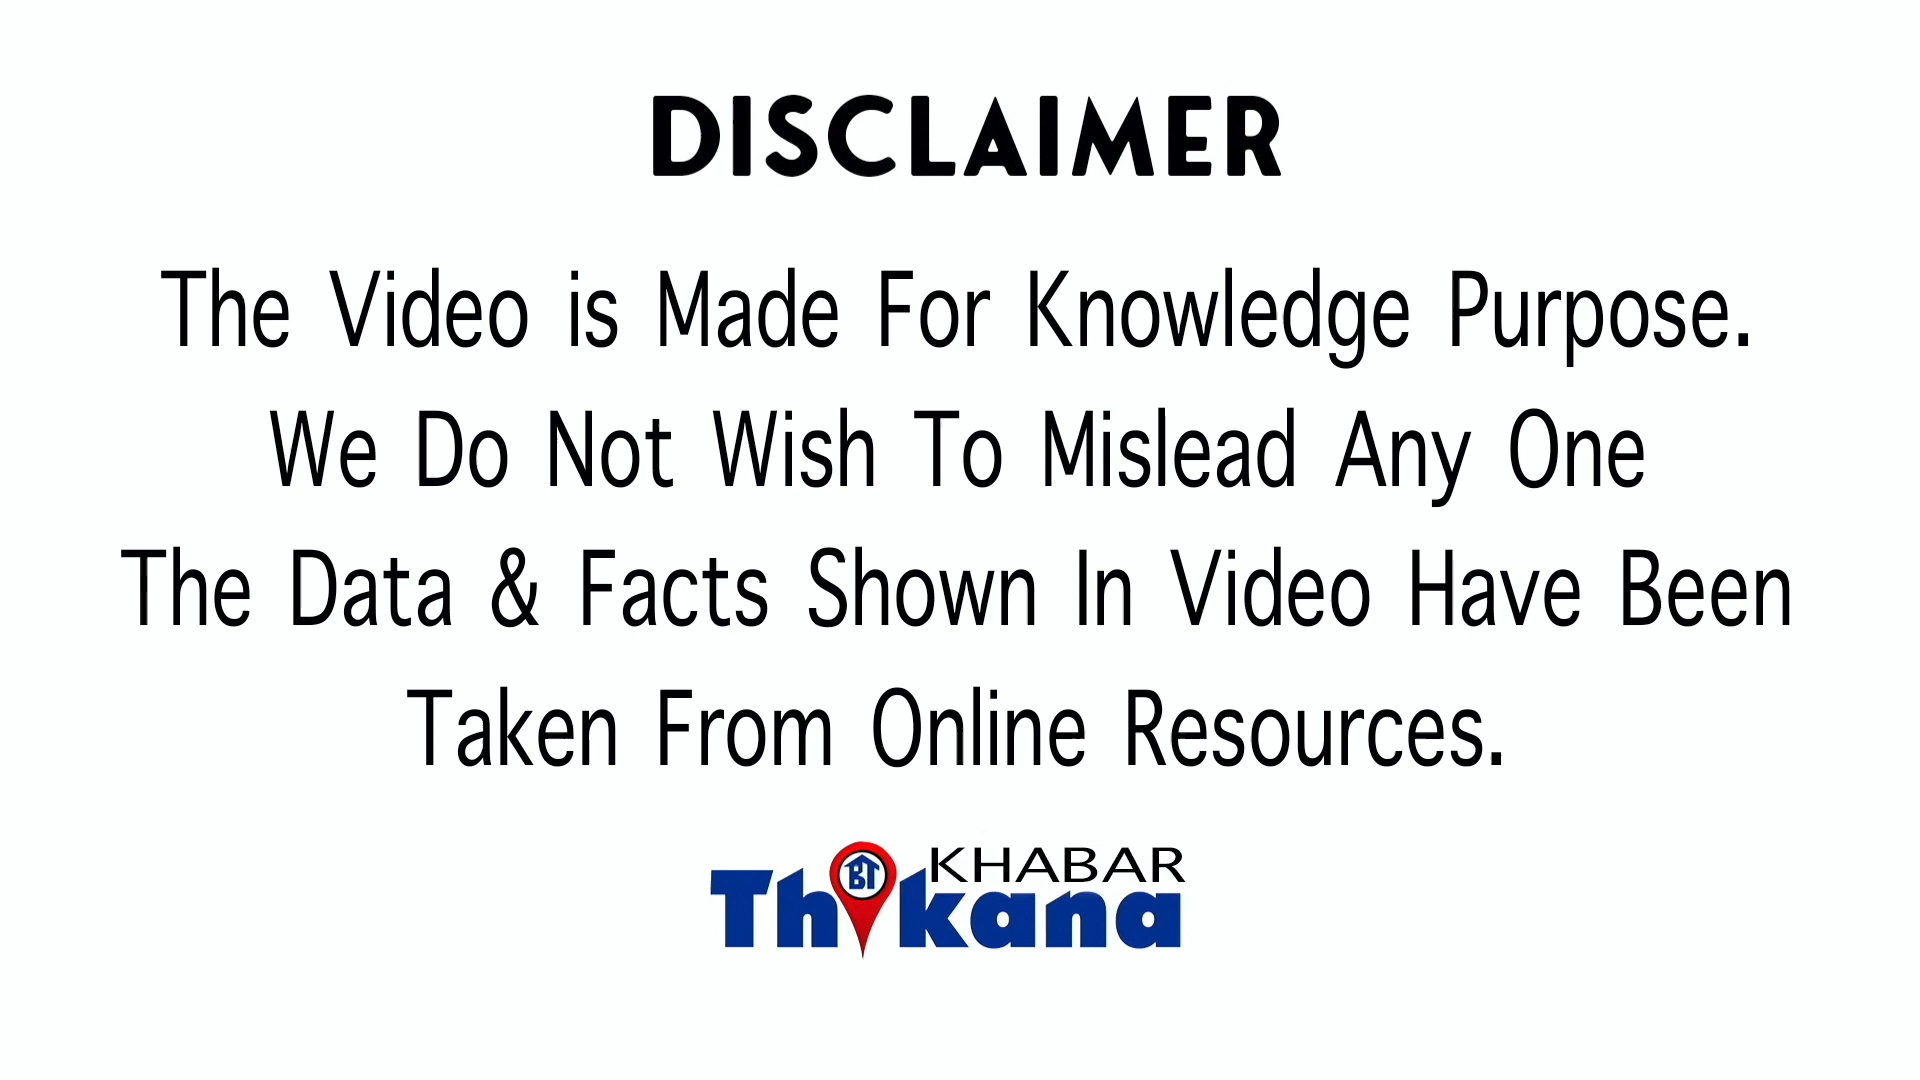 DISCLAIMER
The Video is Made For Knowledge Purpose.
We Do Not Wish To Mislead Any One
The Data & Facts Shown In Video Have Been
Taken From Online Resources.
KHABAR
BT
Thikana